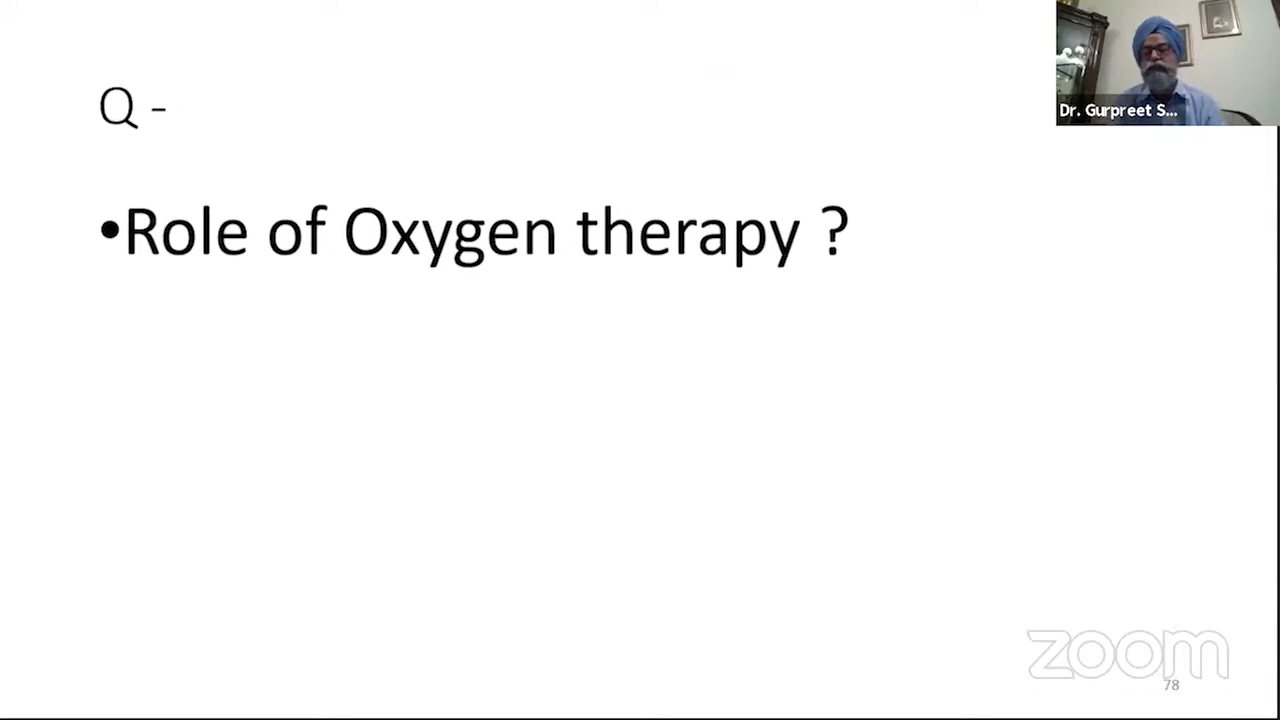 Q -
Dr. Gurpreet S...
•Role of Oxygen therapy ?
zoom
78